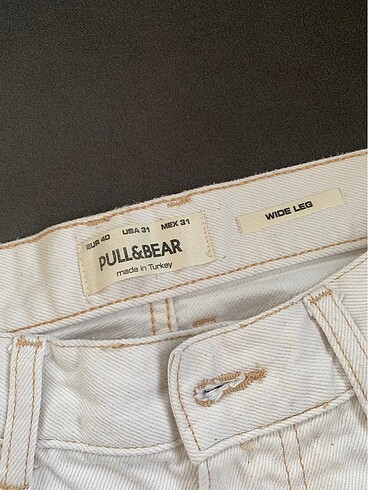 EUR 40 USA 31 MEX 31
PULL&BEAR
made in Turkey
WIDE LEG